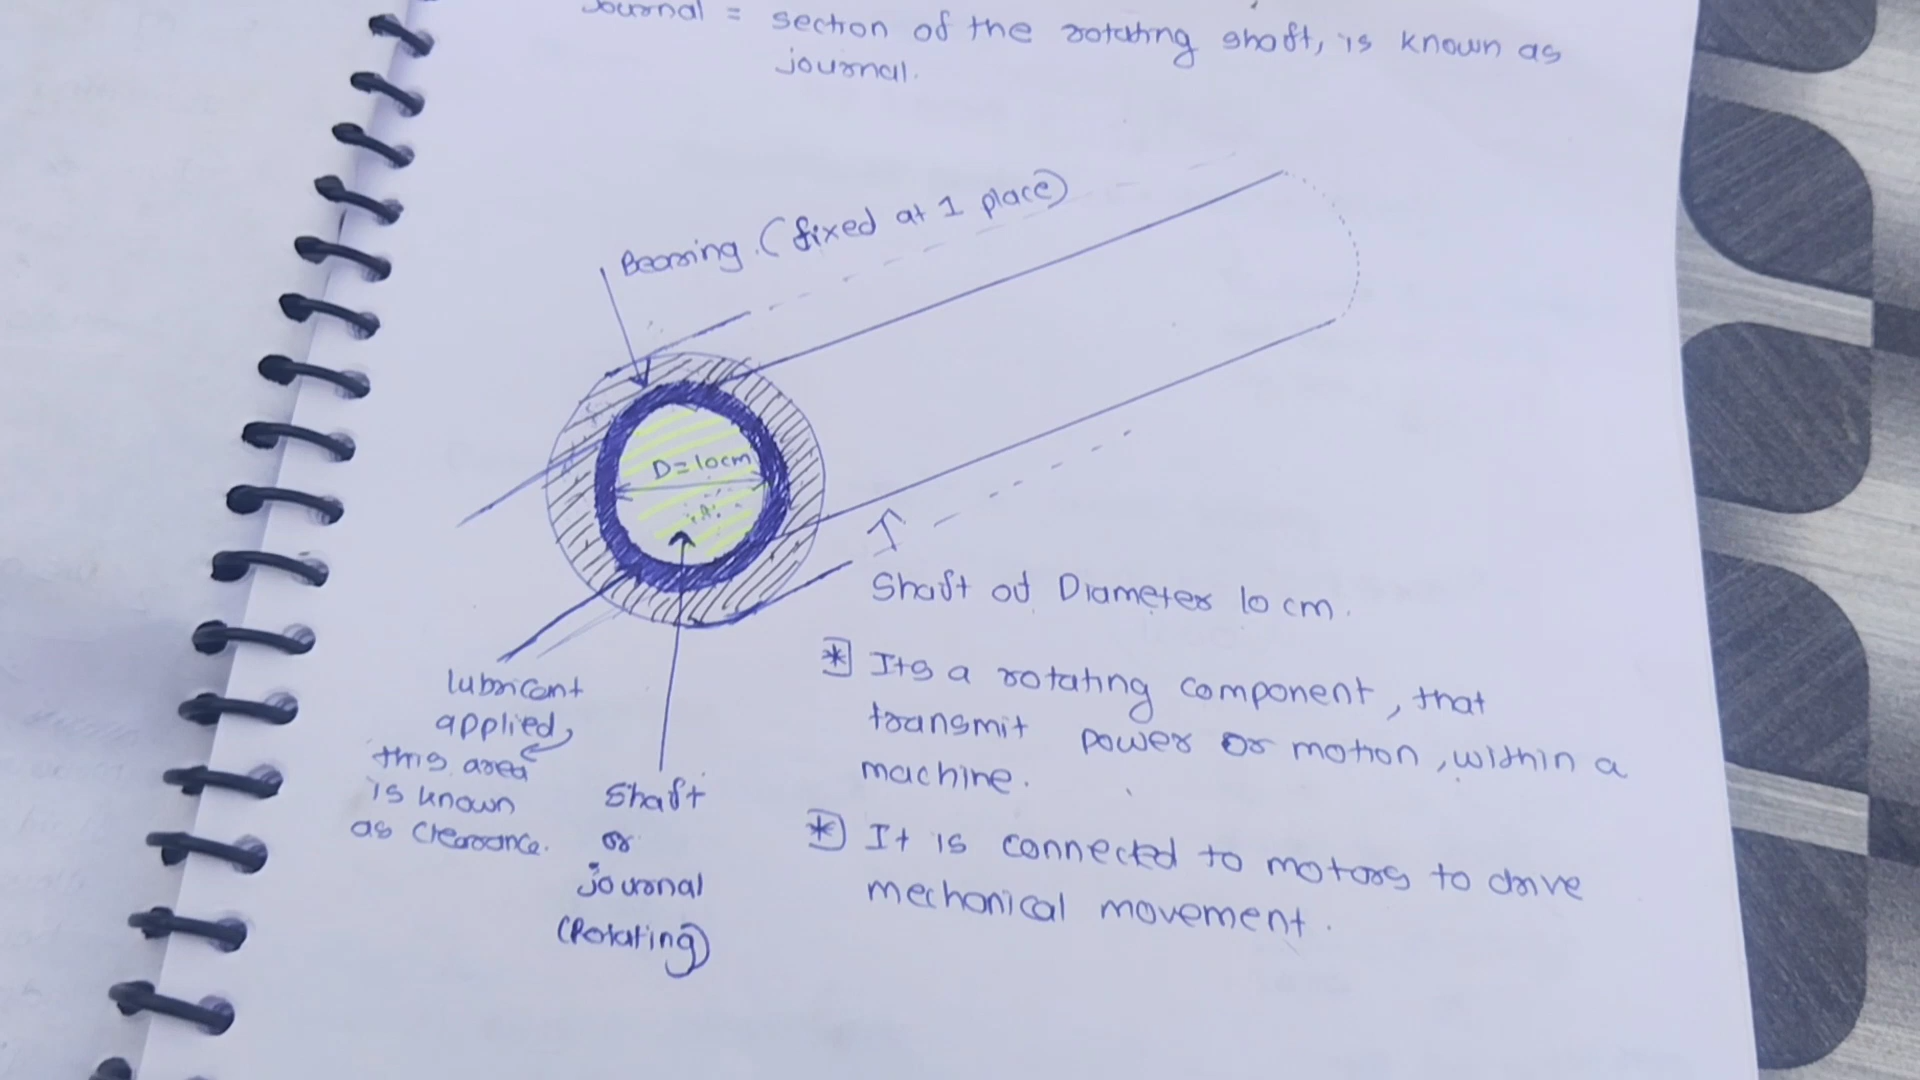 Journal = section of the rotating shaft, is known as
journal.
Bearing. (fixed at 1 place)
D=10cm
Shaft of Diameter 10 cm.
* Its a rotating component, that
transmit power or motion, within a
machine.
* It is connected to motors to drive
mechanical movement.
lubricant
applied,
this area
is known
as Clearance.
Shaft
or
journal
(Rotating)